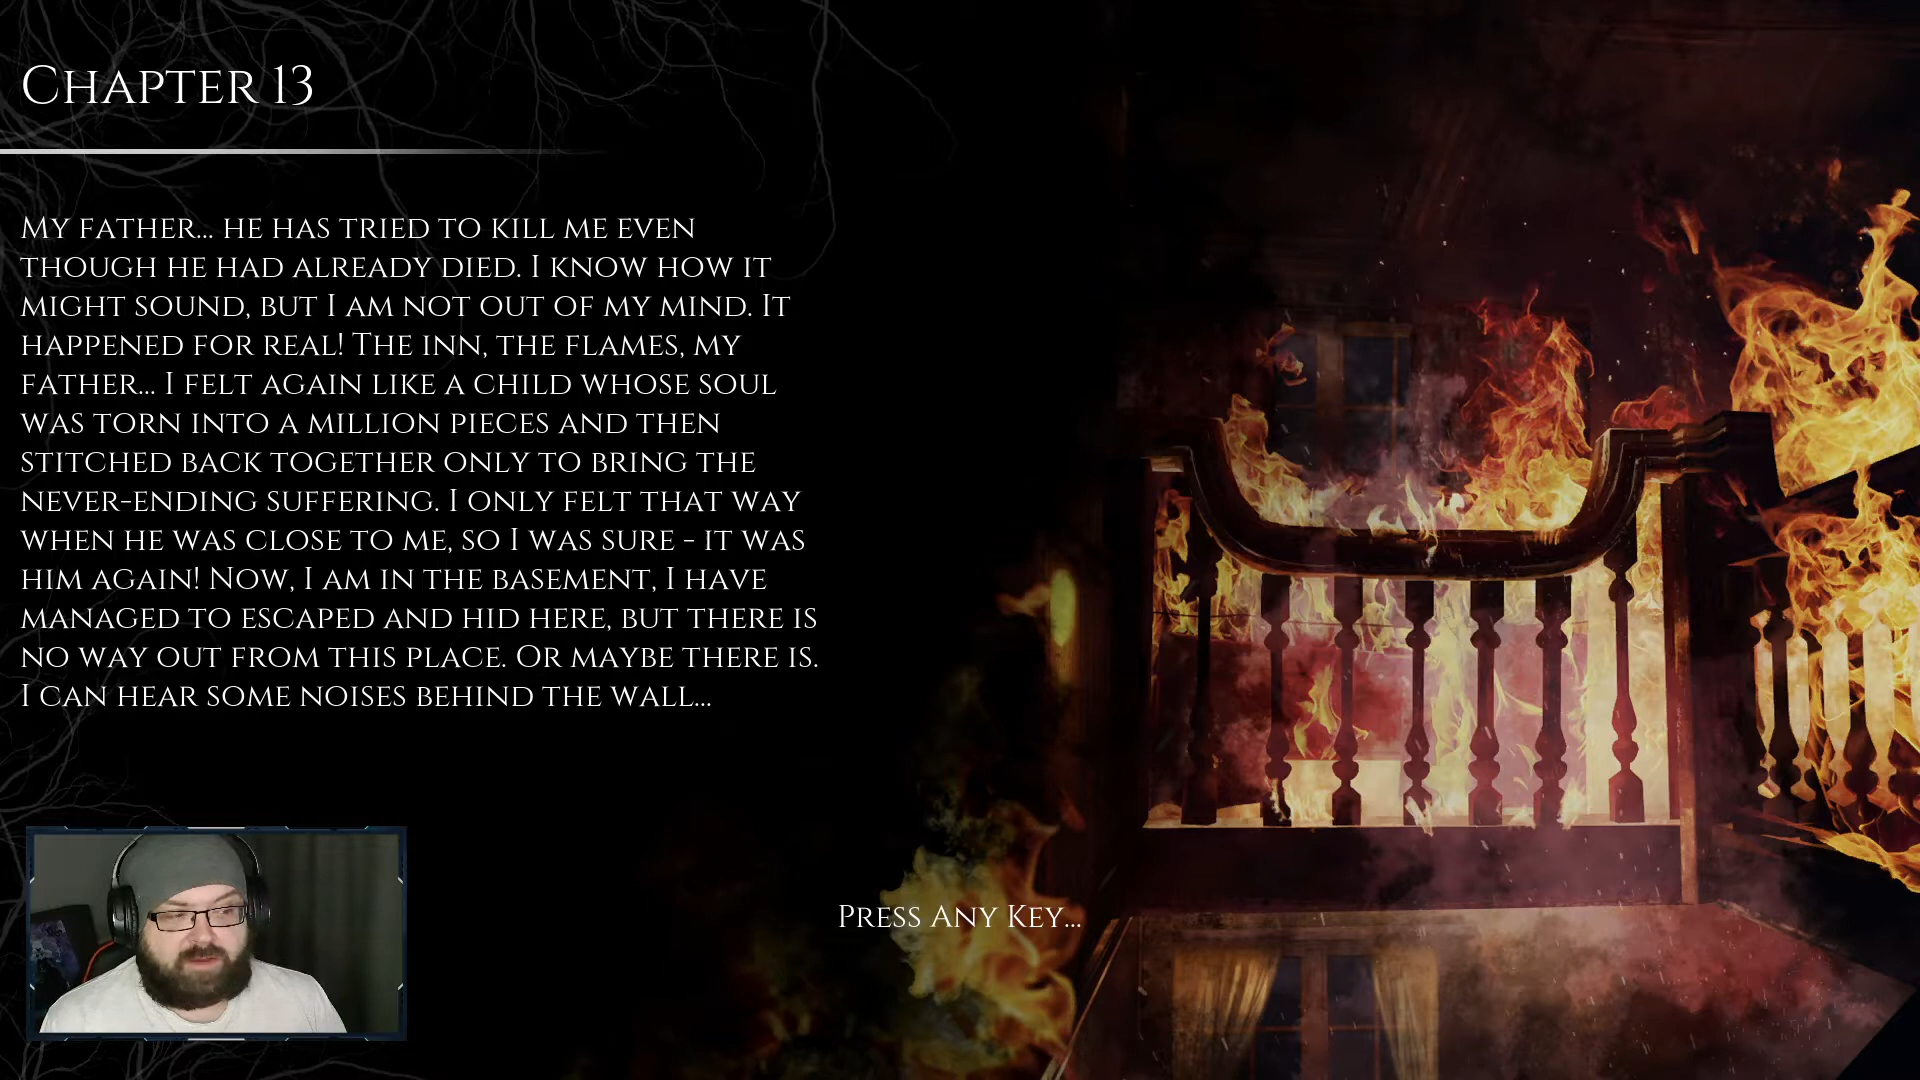 Chapter 13
My father... he has tried to kill me even
though he had already died. I know how it
might sound, but I am not out of my mind. It
happened for real! The inn, the flames, my
father... I felt again like a child whose soul
was torn into a million pieces and then
stitched back together only to bring the
never-ending suffering. I only felt that way
when he was close to me, so I was sure - it was
him again! Now, I am in the basement, I have
managed to escaped and hid here, but there is
no way out from this place. Or maybe there is.
I can hear some noises behind the wall...
Press Any Key...